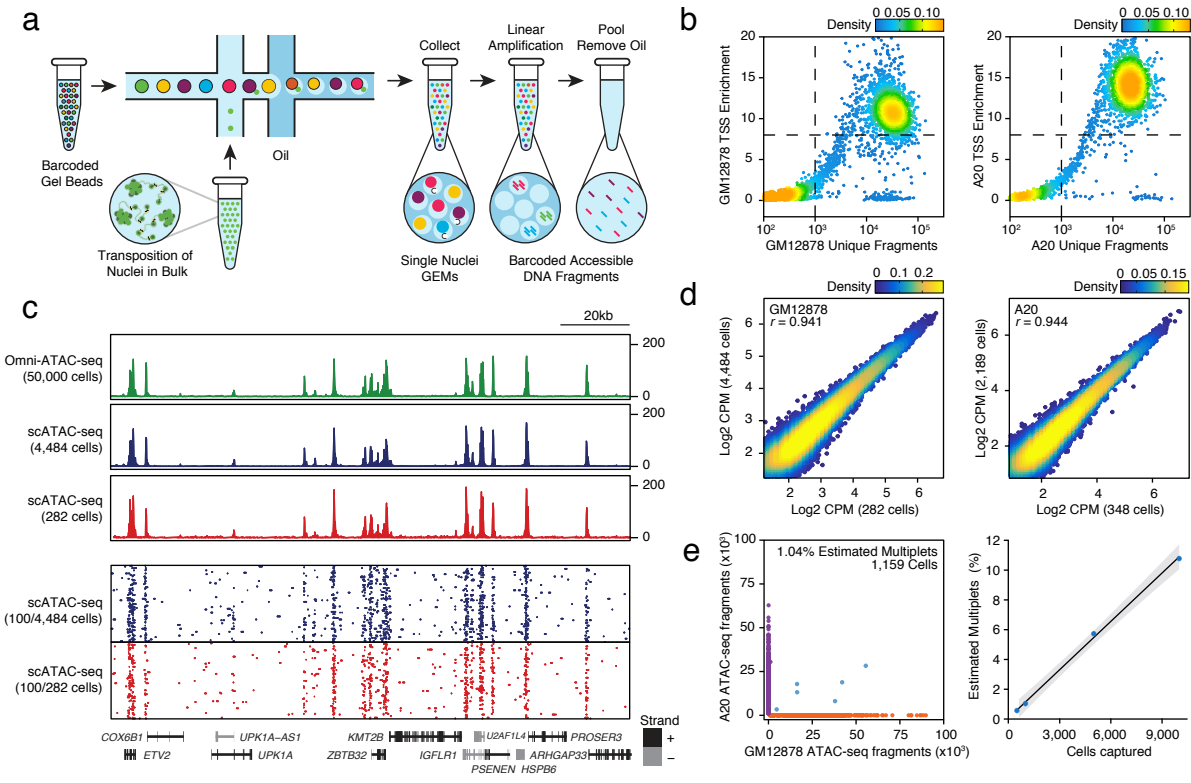 a
Barcoded
Gel Beads
Oil
Transposition of
Nuclei in Bulk
Collect
Linear
Amplification
Pool
Remove Oil
Single Nuclei
GEMs
Barcoded Accessible
DNA Fragments
b
Density
0 0.05 0.10
GM12878 TSS Enrichment
20
15
10
5
0
10² 10³ 10⁴ 10⁵
GM12878 Unique Fragments
Density
0 0.05 0.10
A20 TSS Enrichment
20
15
10
5
0
10² 10³ 10⁴ 10⁵
A20 Unique Fragments
c
20kb
Omni-ATAC-seq
(50,000 cells)
200
0
scATAC-seq
(4,484 cells)
200
0
scATAC-seq
(282 cells)
200
0
scATAC-seq
(100/4,484 cells)
scATAC-seq
(100/282 cells)
COX6B1 UPK1A-AS1 KMT2B U2AF1L4 PROSER3
ETV2 UPK1A ZBTB32 IGFLR1 ARHGAP33
PSENEN HSPB6
Strand
+
−
d
Density
0 0.1 0.2
GM12878
r = 0.941
Log2 CPM (4,484 cells)
6
5
4
3
2
2 3 4 5 6
Log2 CPM (282 cells)
Density
0 0.05 0.15
A20
r = 0.944
Log2 CPM (2,189 cells)
6
4
2
2 4 6
Log2 CPM (348 cells)
e
1.04% Estimated Multiplets
1,159 Cells
A20 ATAC-seq fragments (x10³)
100
75
50
25
0
0 25 50 75 100
GM12878 ATAC-seq fragments (x10³)
Estimated Multiplets (%)
12
10
8
6
4
2
0
0 3,000 6,000 9,000
Cells captured